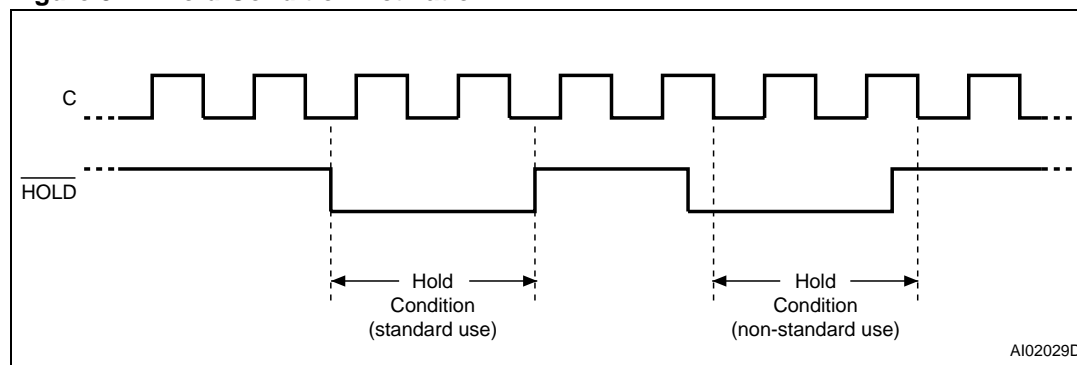 C
HOLD
Hold
Condition
(standard use)
Hold
Condition
(non-standard use)
AI02029D